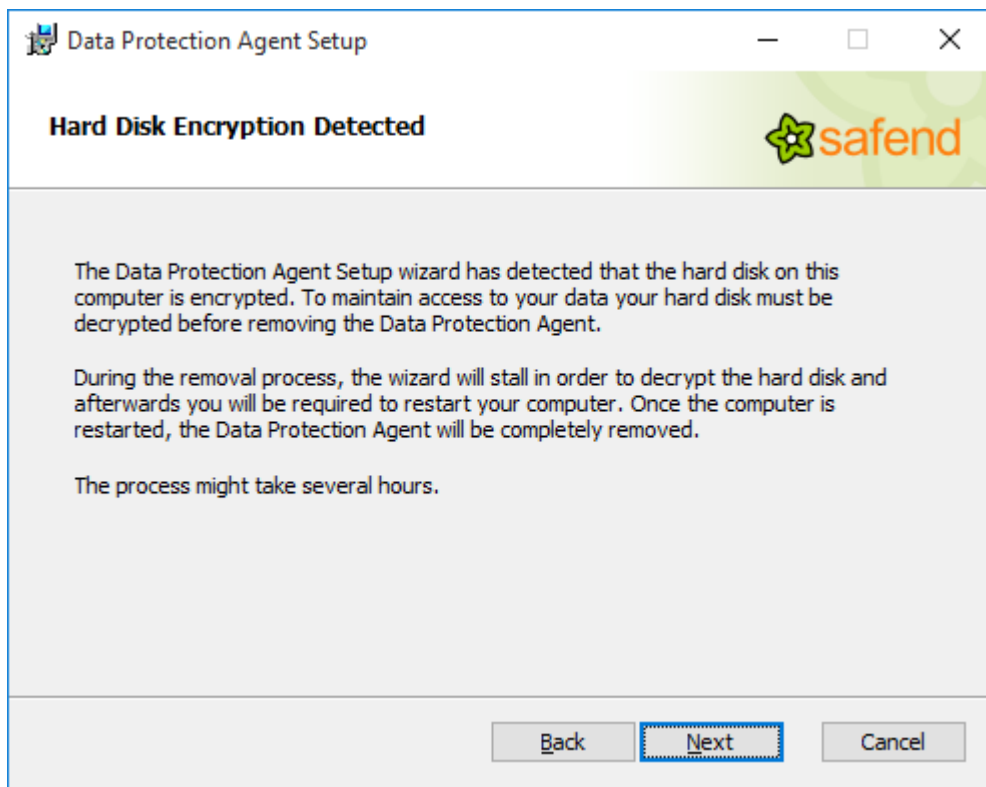 Data Protection Agent Setup
Hard Disk Encryption Detected
safend
The Data Protection Agent Setup wizard has detected that the hard disk on this
computer is encrypted. To maintain access to your data your hard disk must be
decrypted before removing the Data Protection Agent.
During the removal process, the wizard will stall in order to decrypt the hard disk and
afterwards you will be required to restart your computer. Once the computer is
restarted, the Data Protection Agent will be completely removed.
The process might take several hours.
Back Next Cancel